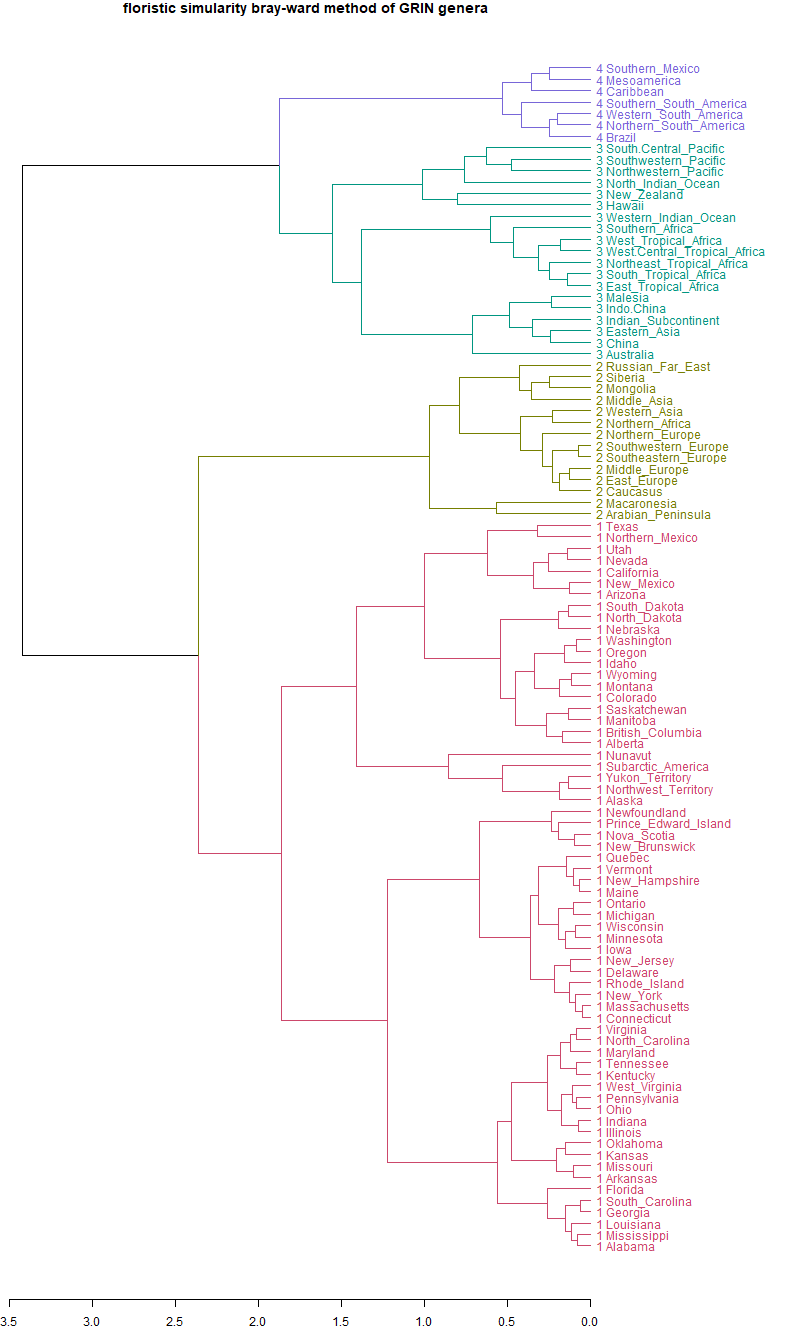 floristic simularity bray-ward method of GRIN genera
4 Southern_Mexico
4 Mesoamerica
4 Caribbean
4 Southern_South_America
4 Western_South_America
4 Northern_South_America
4 Brazil
3 South.Central_Pacific
3 Southwestern_Pacific
3 Northwestern_Pacific
3 North_Indian_Ocean
3 New_Zealand
3 Hawaii
3 Western_Indian_Ocean
3 Southern_Africa
3 West_Tropical_Africa
3 West.Central_Tropical_Africa
3 Northeast_Tropical_Africa
3 South_Tropical_Africa
3 East_Tropical_Africa
3 Malesia
3 Indo.China
3 Indian_Subcontinent
3 Eastern_Asia
3 China
3 Australia
2 Russian_Far_East
2 Siberia
2 Mongolia
2 Middle_Asia
2 Western_Asia
2 Northern_Africa
2 Northern_Europe
2 Southwestern_Europe
2 Southeastern_Europe
2 Middle_Europe
2 East_Europe
2 Caucasus
2 Macaronesia
2 Arabian_Peninsula
1 Texas
1 Northern_Mexico
1 Utah
1 Nevada
1 California
1 New_Mexico
1 Arizona
1 South_Dakota
1 North_Dakota
1 Nebraska
1 Washington
1 Oregon
1 Idaho
1 Wyoming
1 Montana
1 Colorado
1 Saskatchewan
1 Manitoba
1 British_Columbia
1 Alberta
1 Nunavut
1 Subarctic_America
1 Yukon_Territory
1 Northwest_Territory
1 Alaska
1 Newfoundland
1 Prince_Edward_Island
1 Nova_Scotia
1 New_Brunswick
1 Quebec
1 Vermont
1 New_Hampshire
1 Maine
1 Ontario
1 Michigan
1 Wisconsin
1 Minnesota
1 Iowa
1 New_Jersey
1 Delaware
1 Rhode_Island
1 New_York
1 Massachusetts
1 Connecticut
1 Virginia
1 North_Carolina
1 Maryland
1 Tennessee
1 Kentucky
1 West_Virginia
1 Pennsylvania
1 Ohio
1 Indiana
1 Illinois
1 Oklahoma
1 Kansas
1 Missouri
1 Arkansas
1 Florida
1 South_Carolina
1 Georgia
1 Louisiana
1 Mississippi
1 Alabama
3.5 3.0 2.5 2.0 1.5 1.0 0.5 0.0